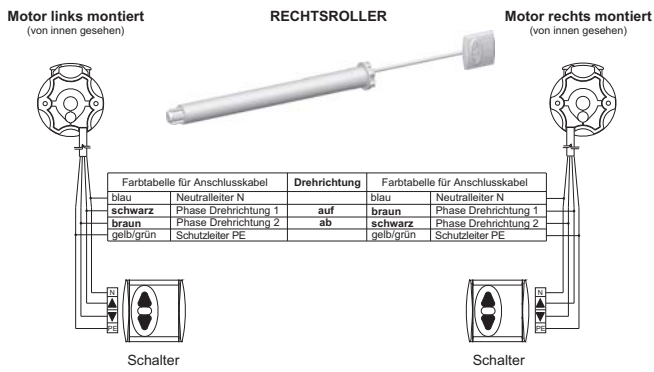 Motor links montiert
(von innen gesehen)
RECHTSROLLER
Motor rechts montiert
(von innen gesehen)
Farbtabelle für Anschlusskabel Drehrichtung Farbtabelle für Anschlusskabel
blau Neutralleiter N blau Neutralleiter N
schwarz Phase Drehrichtung 1 auf braun Phase Drehrichtung 1
braun Phase Drehrichtung 2 ab schwarz Phase Drehrichtung 2
gelb/grün Schutzleiter PE gelb/grün Schutzleiter PE
N
PE
Schalter
N
PE
Schalter